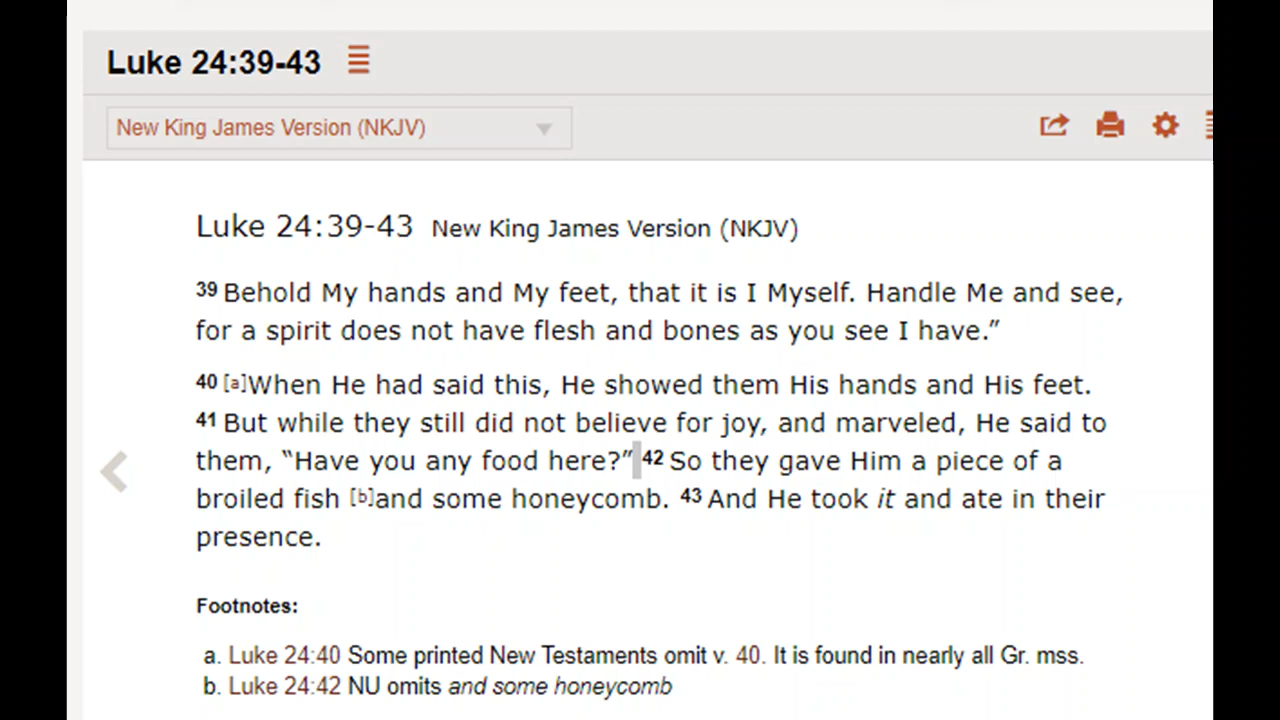 Luke 24:39-43
New King James Version (NKJV)
Luke 24:39-43 New King James Version (NKJV)
39 Behold My hands and My feet, that it is I Myself. Handle Me and see,
for a spirit does not have flesh and bones as you see I have.”
40 [a]When He had said this, He showed them His hands and His feet.
41 But while they still did not believe for joy, and marveled, He said to
them, “Have you any food here?” 42 So they gave Him a piece of a
broiled fish [b]and some honeycomb. 43 And He took it and ate in their
presence.
Footnotes:
a. Luke 24:40 Some printed New Testaments omit v. 40. It is found in nearly all Gr. mss.
b. Luke 24:42 NU omits and some honeycomb